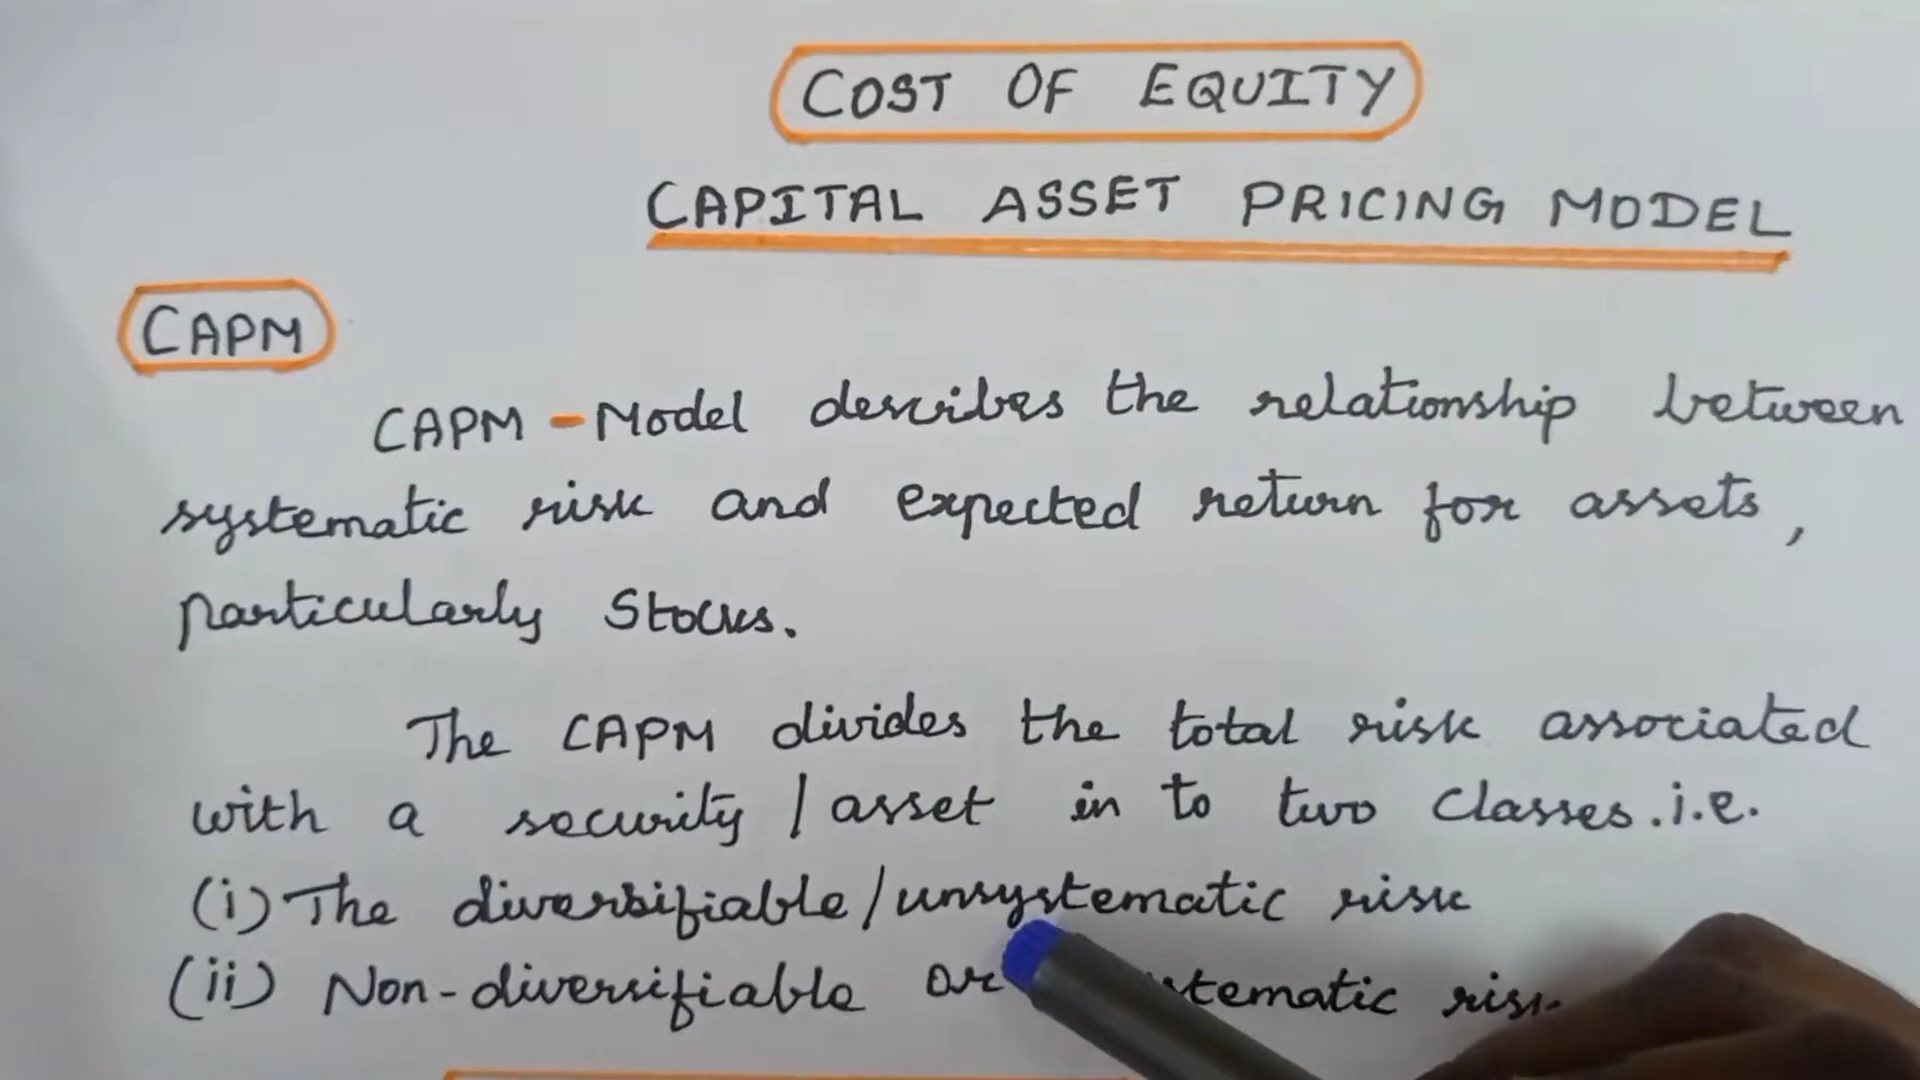 COST OF EQUITY
CAPITAL ASSET PRICING MODEL
CAPM
CAPM - Model describes the relationship between
systematic risk and expected return for assets,
particularly Stocks.
The CAPM divides the total risk associated
with a security / asset in to two Classes.i.e.
(i) The diversifiable/unsystematic risk
(ii) Non-diversifiable or